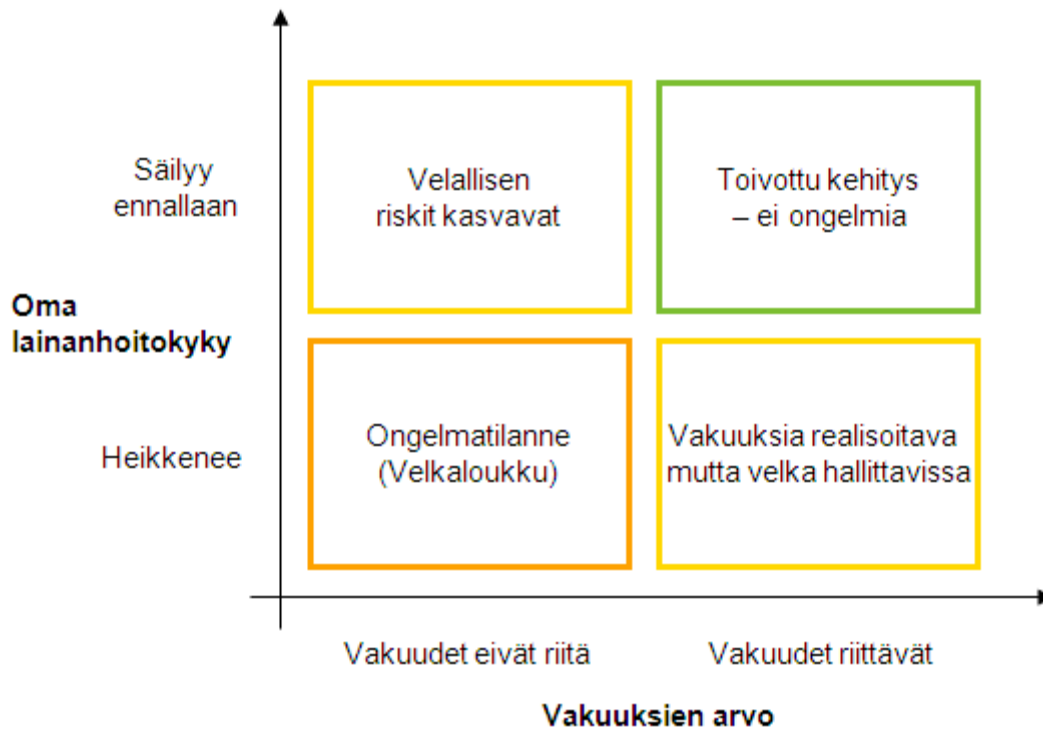 Säilyy
ennallaan
Velallisen
riskit kasvavat
Toivottu kehitys
– ei ongelmia
Oma
lainanhoitokyky
Heikkenee
Ongelmatilanne
(Velkaloukku)
Vakuuksia realisoitava
mutta velka hallittavissa
Vakuudet eivät riitä
Vakuudet riittävät
Vakuuksien arvo